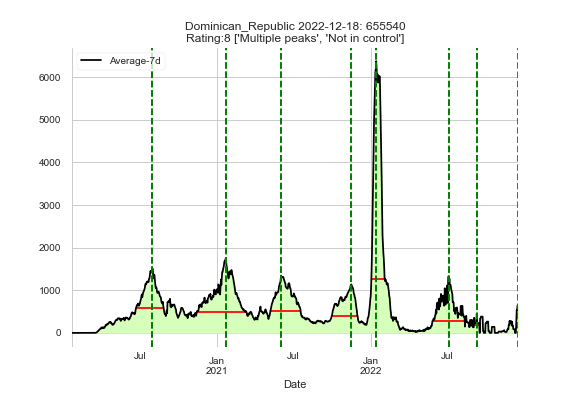 Dominican_Republic 2022-12-18: 655540
Rating:8 ['Multiple peaks', 'Not in control']
Average-7d
6000
5000
4000
3000
2000
1000
0
Jul
Jan
2021
Jul
Jan
2022
Jul
Date